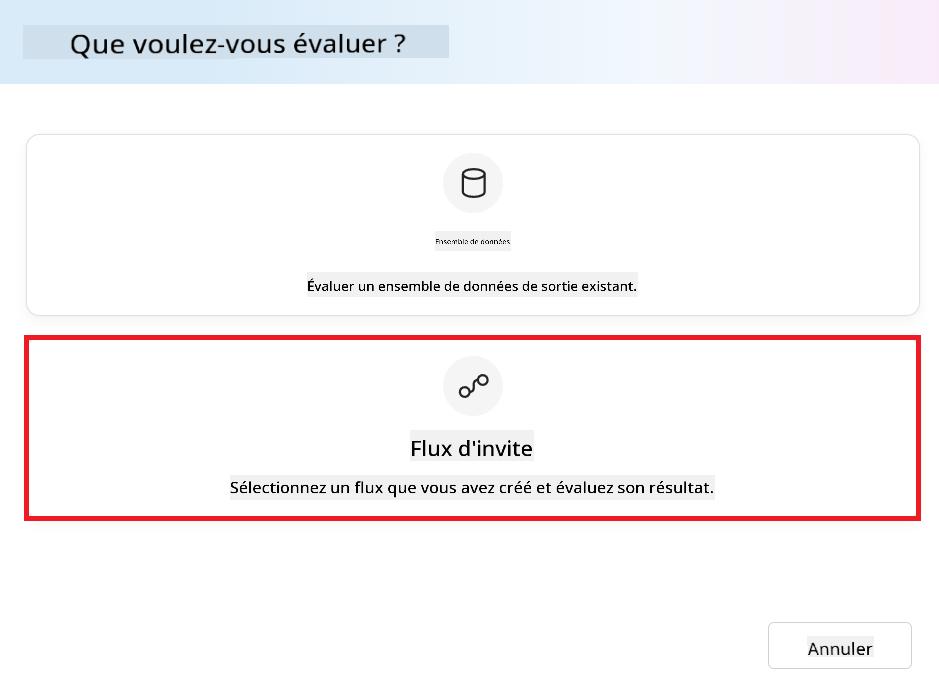 Que voulez-vous évaluer ?
Ensemble de données
Évaluer un ensemble de données de sortie existant.
Flux d'invite
Sélectionnez un flux que vous avez créé et évaluez son résultat.
Annuler